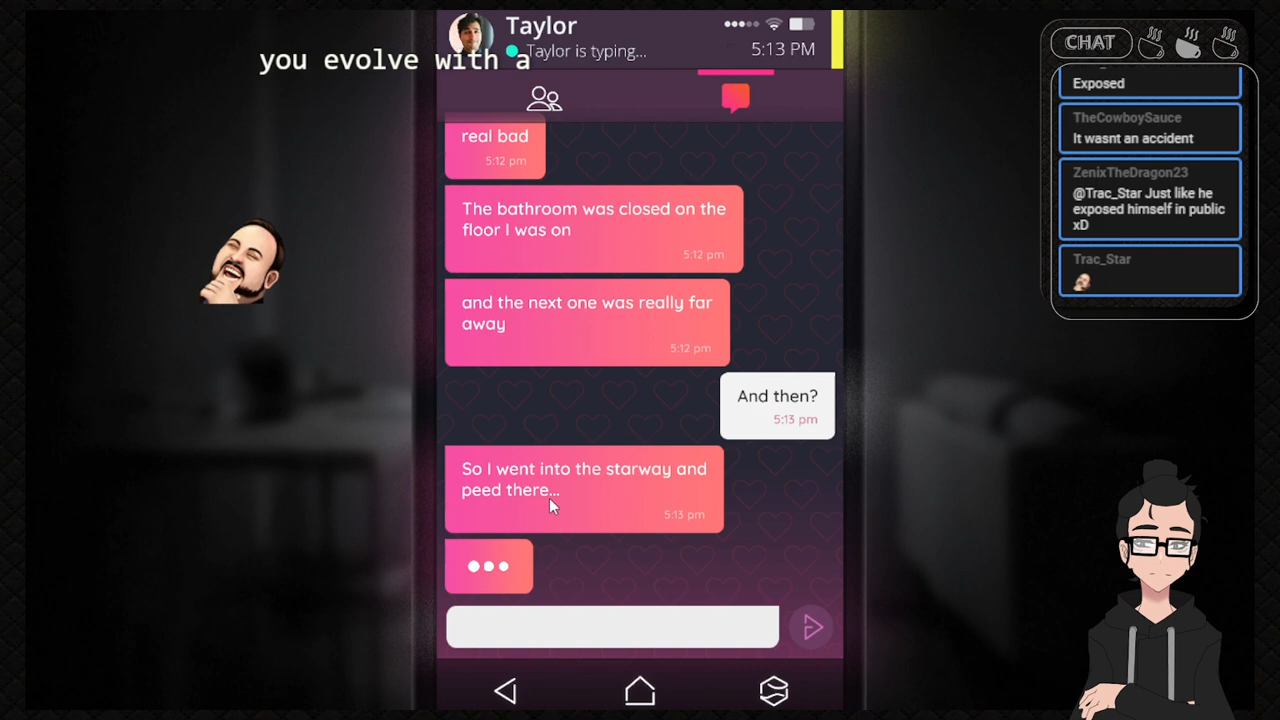 Taylor
Taylor is typing...
5:13 PM
you evolve with a
real bad
5:12 pm
The bathroom was closed on the
floor I was on
5:12 pm
and the next one was really far
away
5:12 pm
And then?
5:13 pm
So I went into the starway and
peed there...
5:13 pm
CHAT
Exposed
TheCowboySauce
It wasnt an accident
ZenixTheDragon23
@Trac_Star Just like he
exposed himself in public
xD
Trac_Star